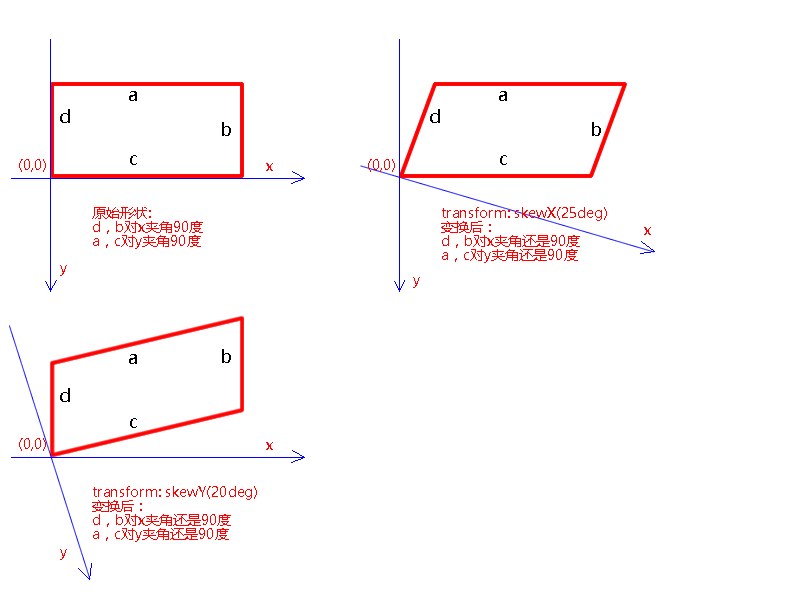 a
d
b
c
(0,0)
x
原始形状:
d，b对x夹角90度
a，c对y夹角90度
y
a
d
b
c
(0,0)
transform: skewX(25deg)
变换后：
x
d，b对x夹角还是90度
a，c对y夹角还是90度
y
a
b
d
c
(0,0)
x
transform: skewY(20deg)
变换后：
d，b对x夹角还是90度
a，c对y夹角还是90度
y